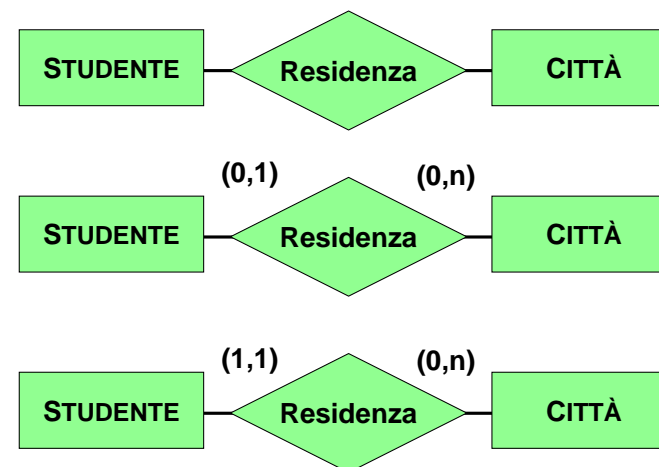 STUDENTE Residenza CITTÀ
(0,1) (0,n)
STUDENTE Residenza CITTÀ
(1,1) (0,n)
STUDENTE Residenza CITTÀ